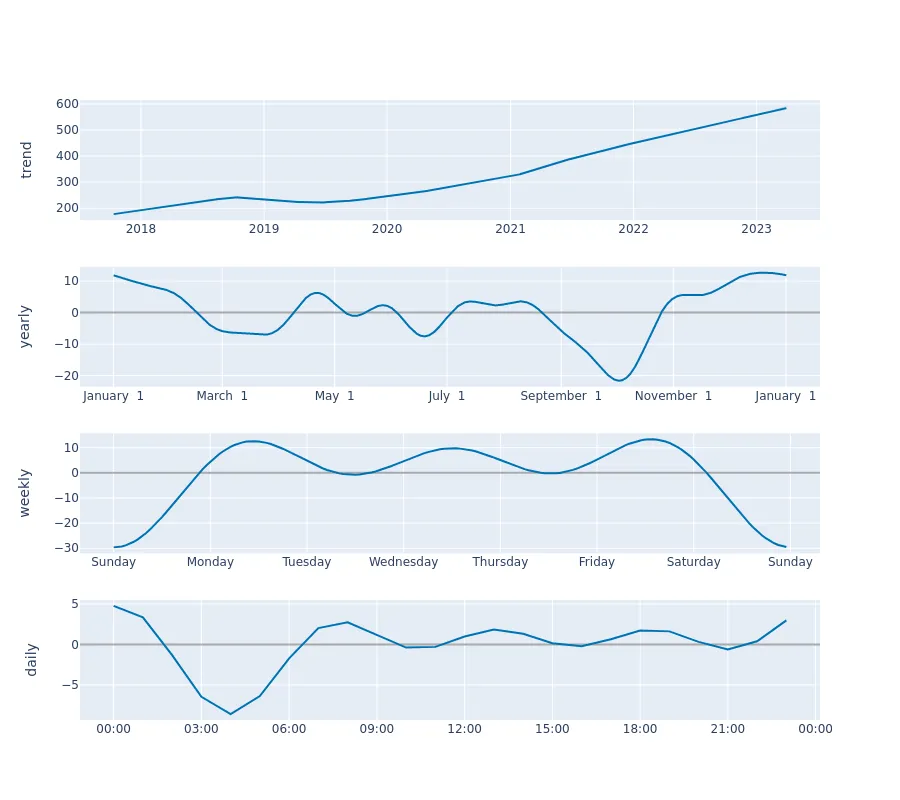 trend
600
500
400
300
200
2018 2019 2020 2021 2022 2023
yearly
10
0
−10
−20
January 1 March 1 May 1 July 1 September 1 November 1 January 1
weekly
10
0
−10
−20
−30
Sunday Monday Tuesday Wednesday Thursday Friday Saturday Sunday
daily
5
0
−5
00:00 03:00 06:00 09:00 12:00 15:00 18:00 21:00 00:00